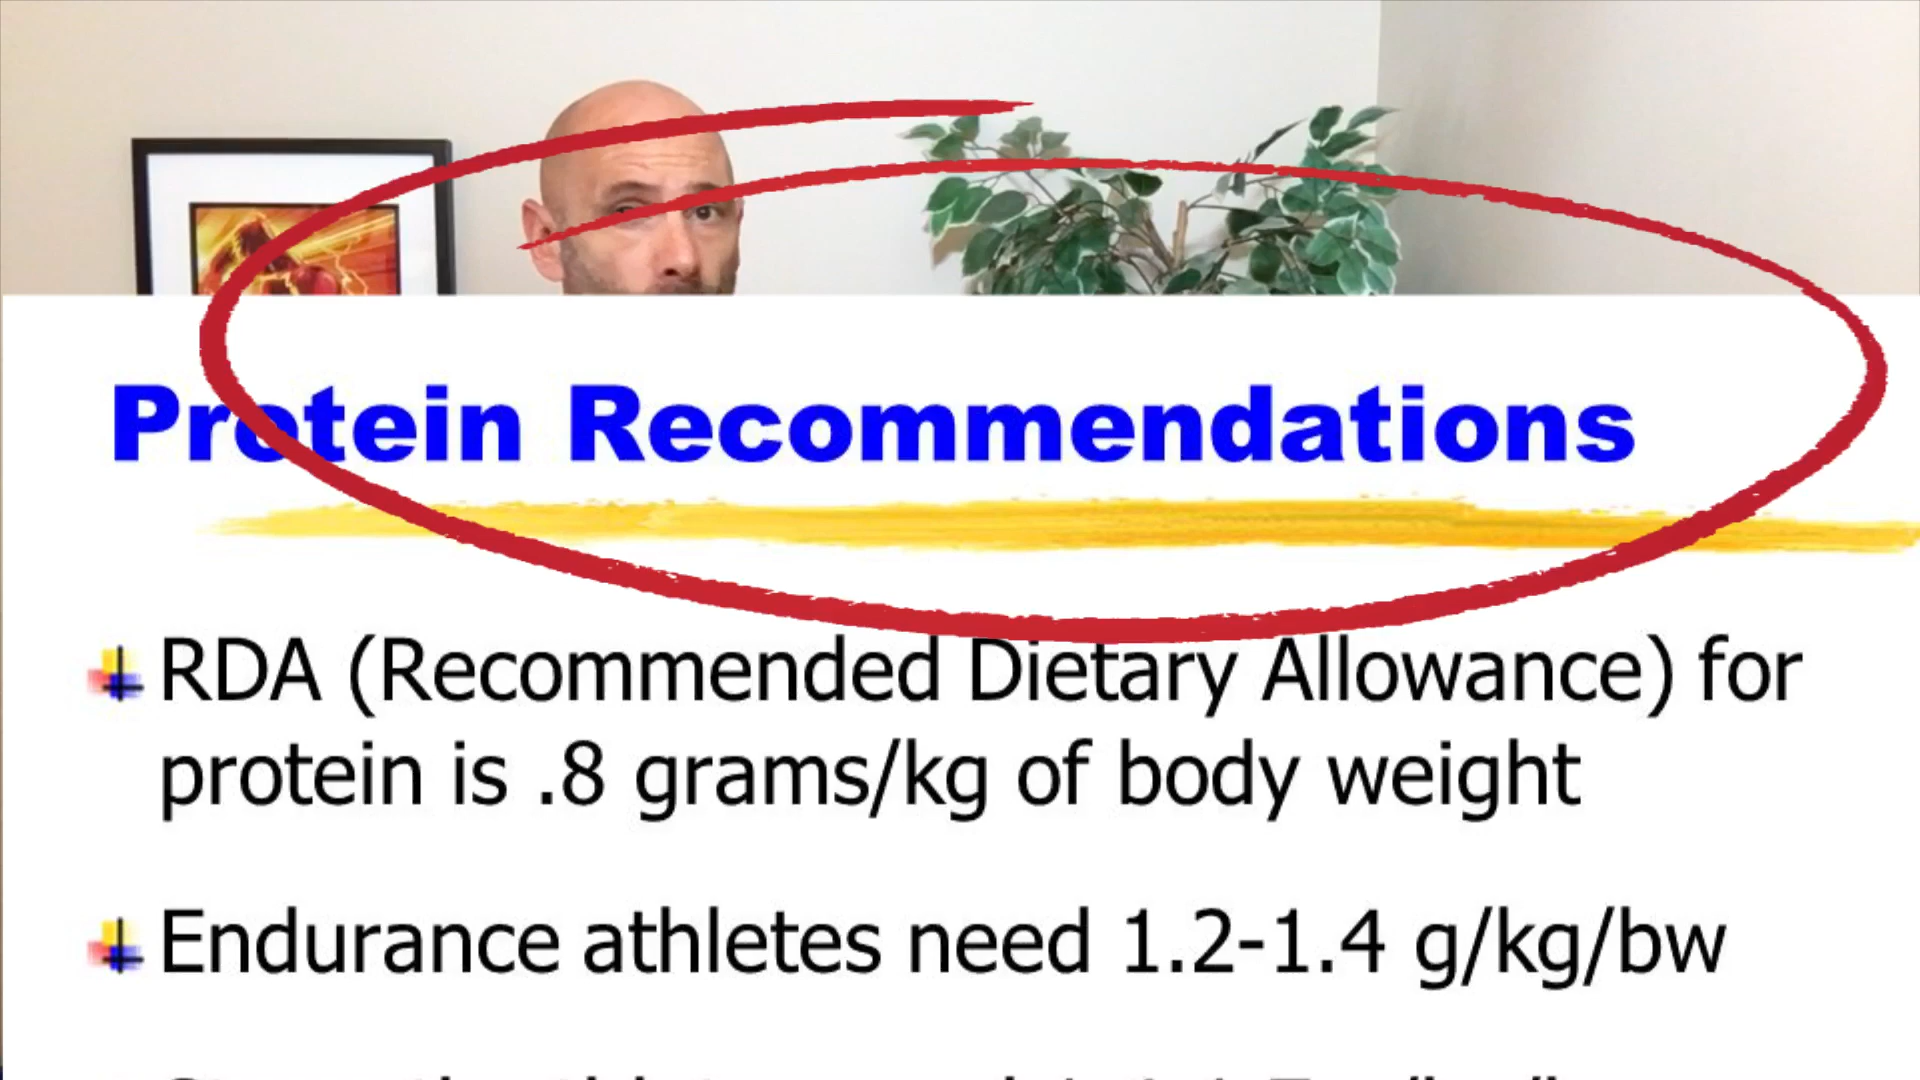 Protein Recommendations
RDA (Recommended Dietary Allowance) for
protein is .8 grams/kg of body weight
Endurance athletes need 1.2-1.4 g/kg/bw